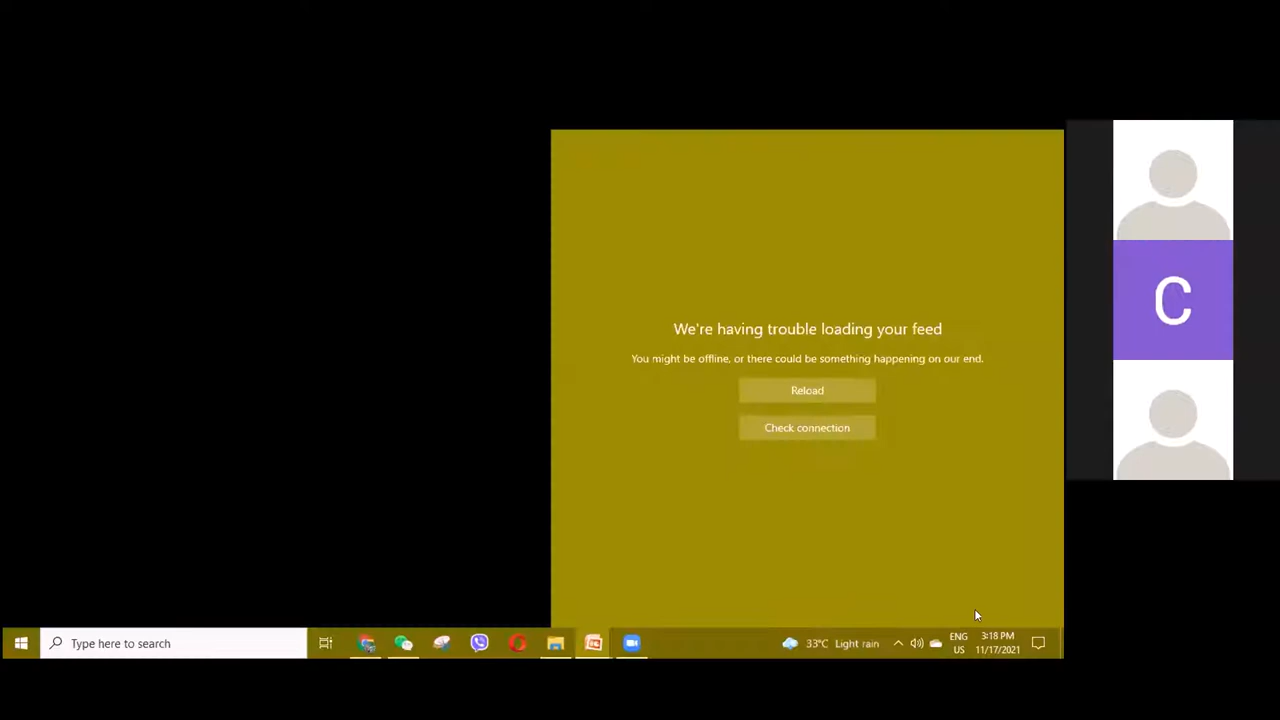 We're having trouble loading your feed
You might be offline, or there could be something happening on our end.
Reload
Check connection
C
Type here to search
33°C Light rain
ENG
US
3:18 PM
11/17/2021